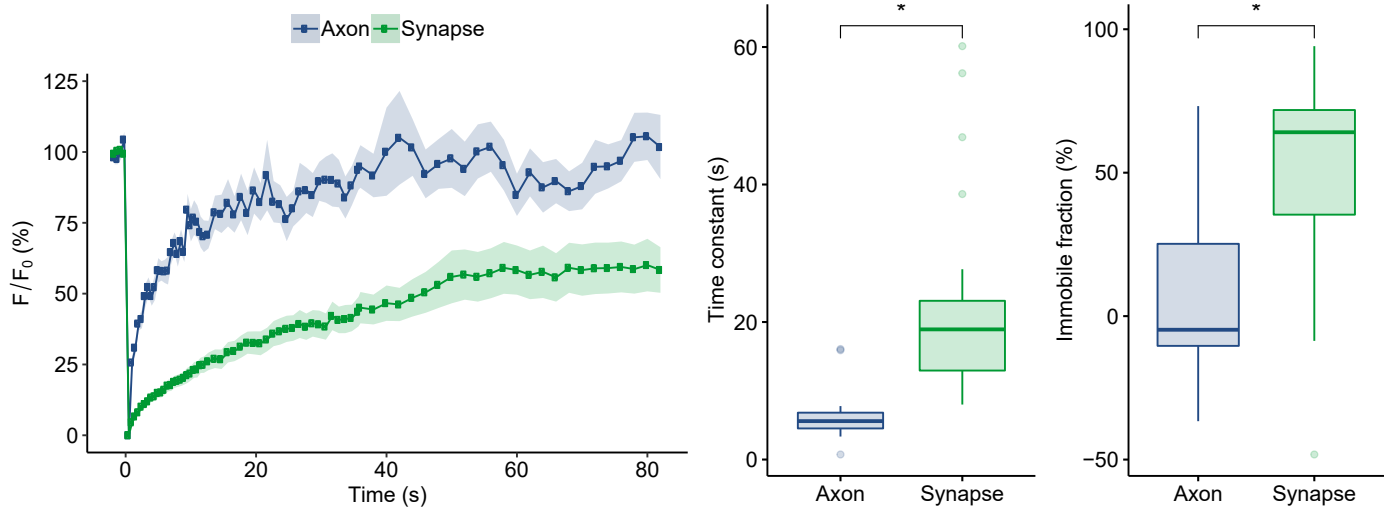 Axon Synapse
F/F₀ (%)
125
100
75
50
25
0
0 20 40 60 80
Time (s)
*
Time constant (s)
60
40
20
0
Axon Synapse
*
Immobile fraction (%)
100
50
0
−50
Axon Synapse